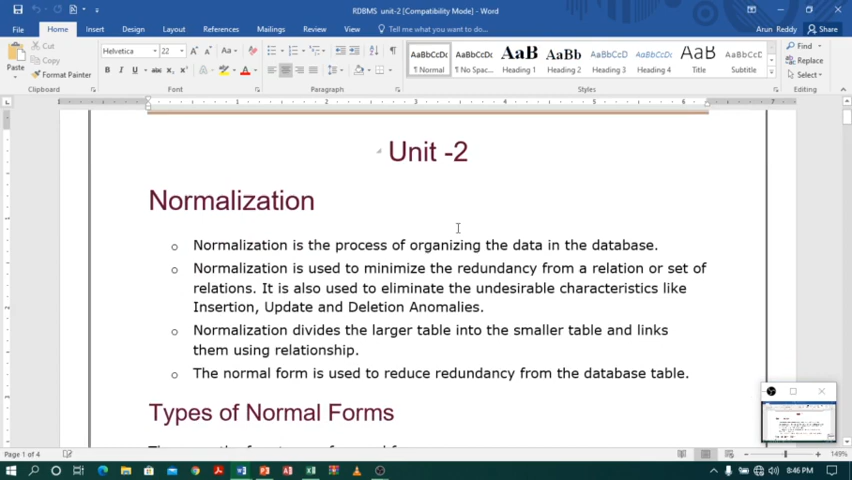 RDBMS unit-2 [Compatibility Mode] - Word
Arun Reddy
Share
File Home Insert Design Layout References Mailings Review View Tell me what you want to do...
Cut
Copy
Format Painter
Paste
Clipboard
Helvetica 22
Font
Paragraph
AaBbCcDc AaBbCcDc AaBb AaBb AaBbCcD AaBbCcD AaB AaBbCcD
¶ Normal ¶ No Spac... Heading 1 Heading 2 Heading 3 Heading 4 Title Subtitle
Styles
Find
Replace
Select
Editing
Unit -2
Normalization
o Normalization is the process of organizing the data in the database.
o Normalization is used to minimize the redundancy from a relation or set of
relations. It is also used to eliminate the undesirable characteristics like
Insertion, Update and Deletion Anomalies.
o Normalization divides the larger table into the smaller table and links
them using relationship.
o The normal form is used to reduce redundancy from the database table.
Types of Normal Forms
Page 1 of 4
149%
8:46 PM